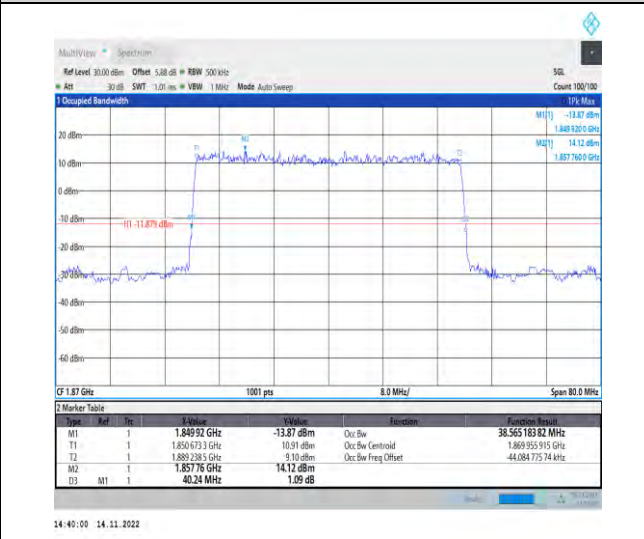 MultiView Spectrum
Ref Level 30.00 dBm Offset 5.88 dB RBW 500 kHz SGL
Att 30 dB SWT 1.01 ms VBW 1 MHz Mode Auto Sweep Count 100/100
1 Occupied Bandwidth 1Pk Max
M1[1] -13.87 dBm
1.849 920 0 GHz
M2[1] 14.12 dBm
1.857 760 0 GHz
20 dBm
M2
T1
T2
10 dBm
0 dBm
-10 dBm
H1 -11.879 dBm
-20 dBm
-30 dBm
-40 dBm
-50 dBm
-60 dBm
CF 1.87 GHz 1001 pts 8.0 MHz/ Span 80.0 MHz
2 Marker Table
Type Ref Trc X-Value Y-Value Function Function Result
M1 1 1.849 92 GHz -13.87 dBm Occ Bw 38.565 183 82 MHz
T1 1 1.850 673 3 GHz 10.91 dBm Occ Bw Centroid 1.869 955 915 GHz
T2 1 1.889 238 5 GHz 9.10 dBm Occ Bw Freq Offset -44.084 775 74 kHz
M2 1 1.857 76 GHz 14.12 dBm
D3 M1 1 40.24 MHz 1.09 dB
14:40:00 14.11.2022